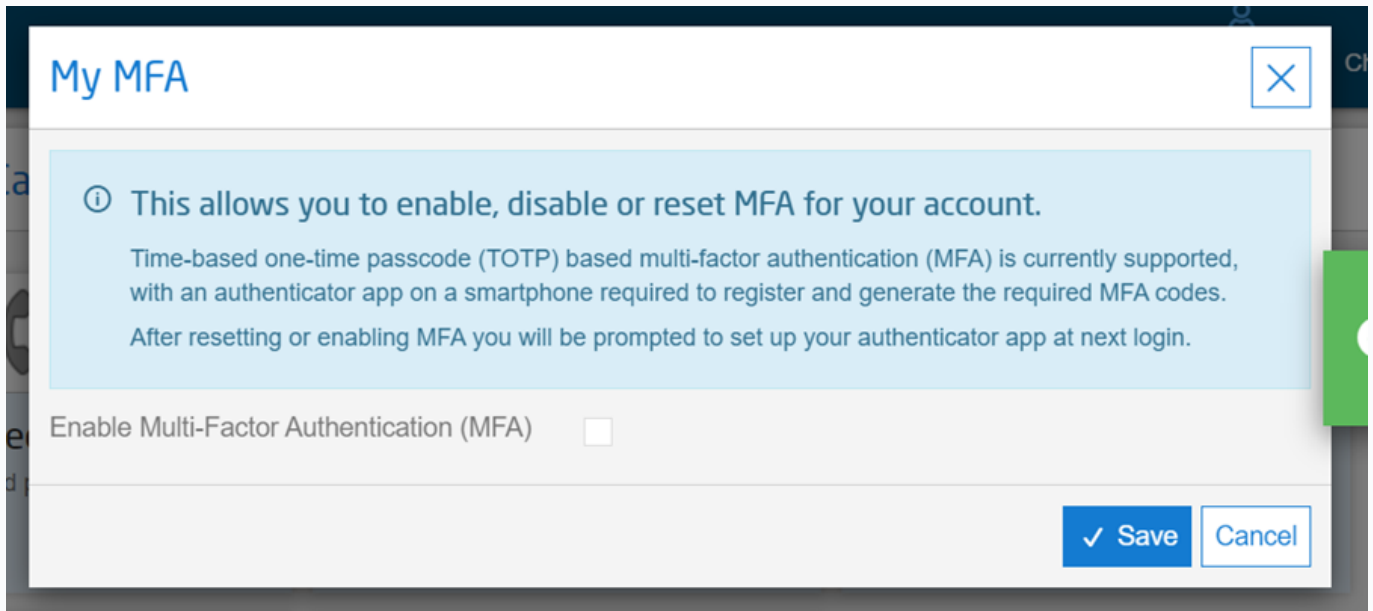 My MFA
This allows you to enable, disable or reset MFA for your account.
Time-based one-time passcode (TOTP) based multi-factor authentication (MFA) is currently supported,
with an authenticator app on a smartphone required to register and generate the required MFA codes.
After resetting or enabling MFA you will be prompted to set up your authenticator app at next login.
Enable Multi-Factor Authentication (MFA)
Save
Cancel